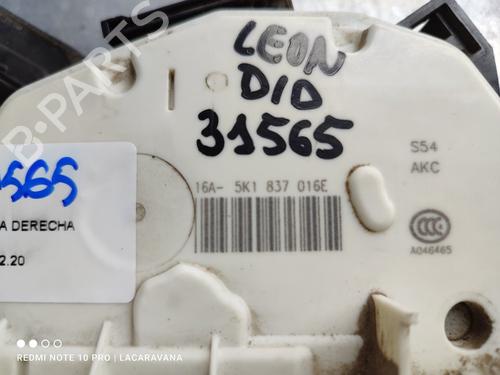 LEON
DID
31565
S54
AKC
16A- 5K1 837 016E
CCC
A046465
565
A DERECHA
2.20
B-PARTS
REDMI NOTE 10 PRO | LACARAVANA